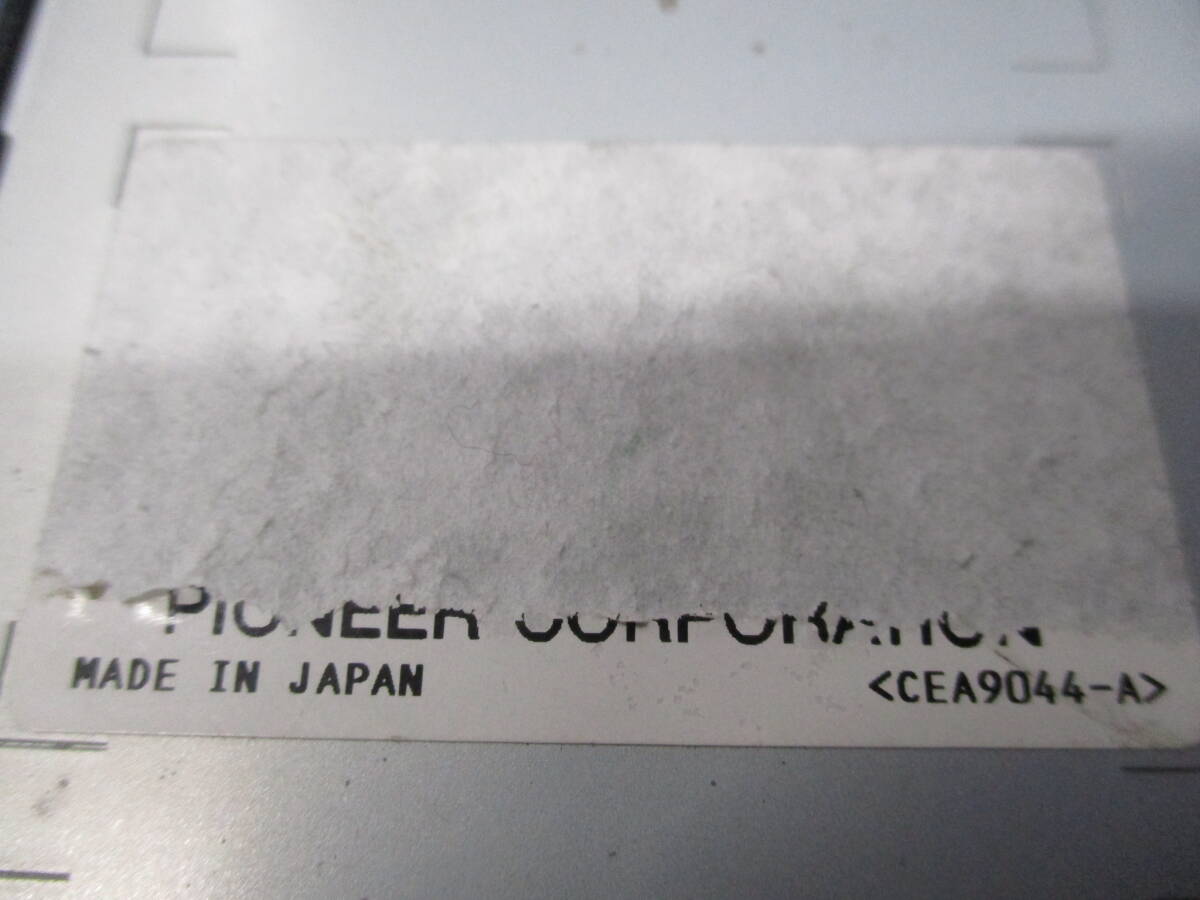 PIONEER CORPORATION
MADE IN JAPAN
<CEA9044-A>